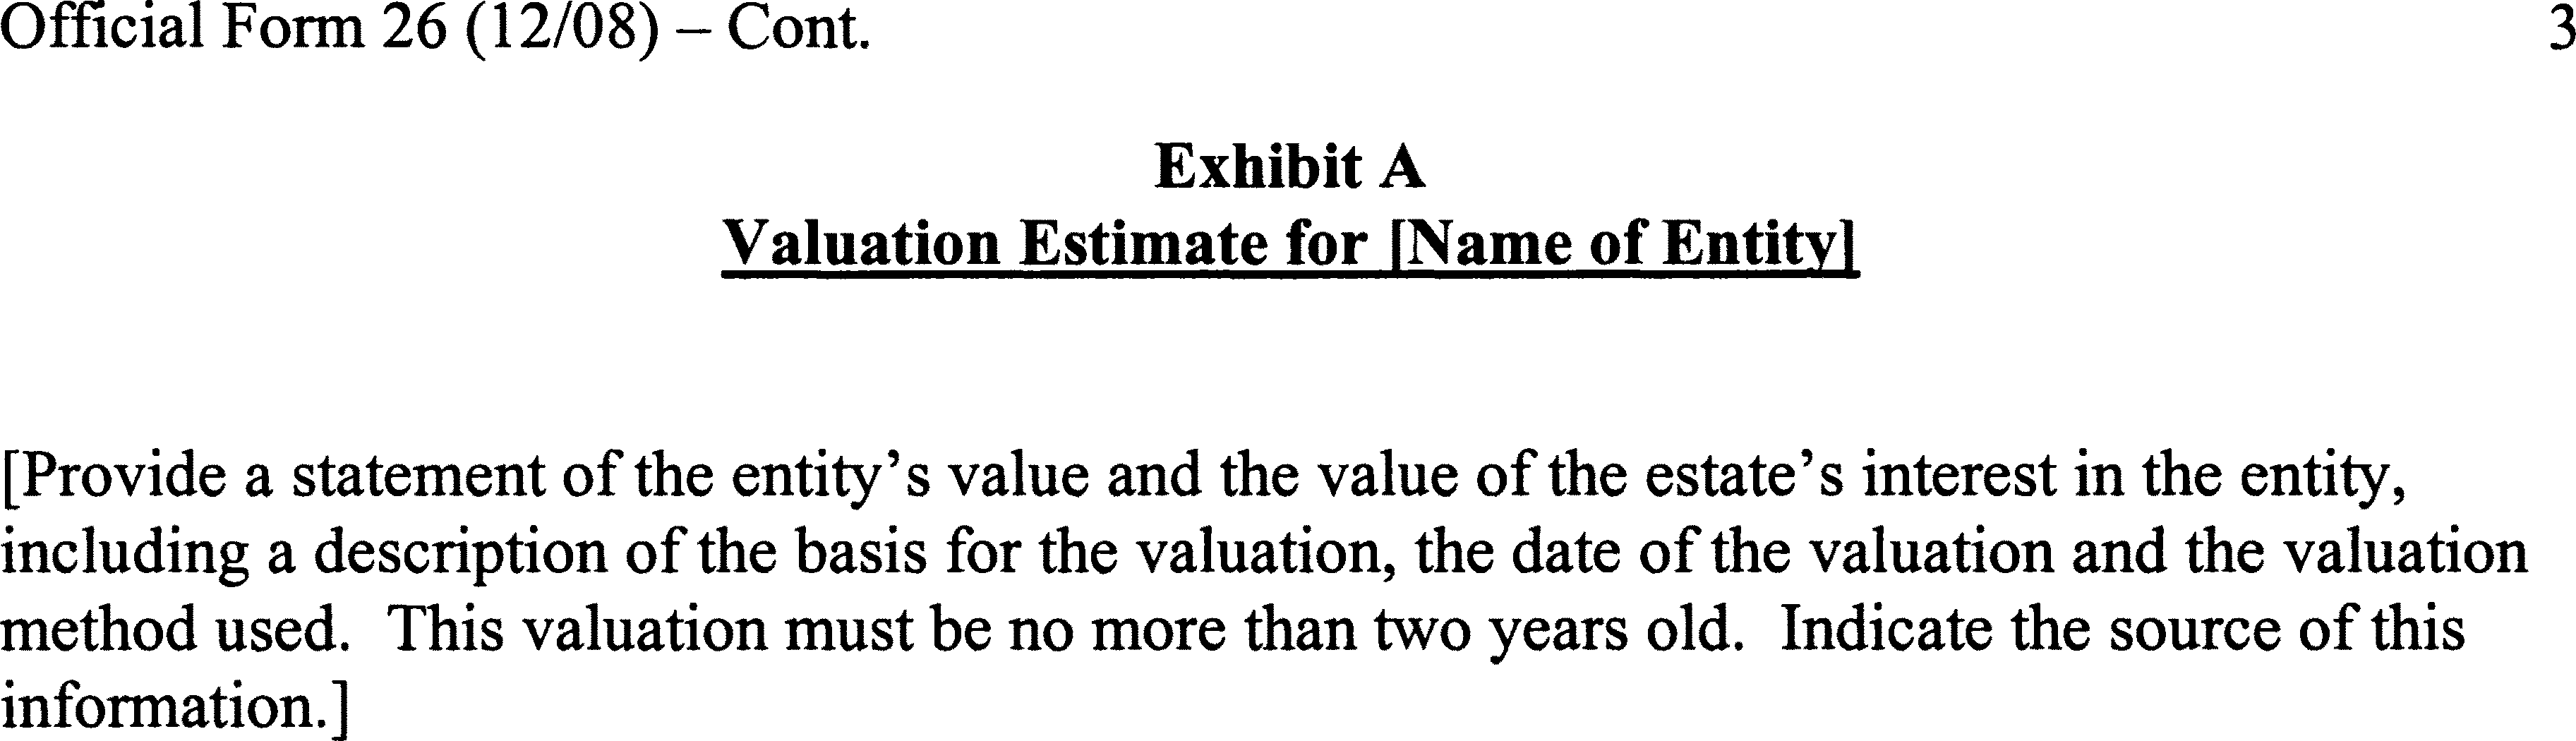 Official Form 26 (12/08) – Cont. 3
Exhibit A
Valuation Estimate for [Name of Entity]
[Provide a statement of the entity’s value and the value of the estate’s interest in the entity,
including a description of the basis for the valuation, the date of the valuation and the valuation
method used.  This valuation must be no more than two years old.  Indicate the source of this
information.]